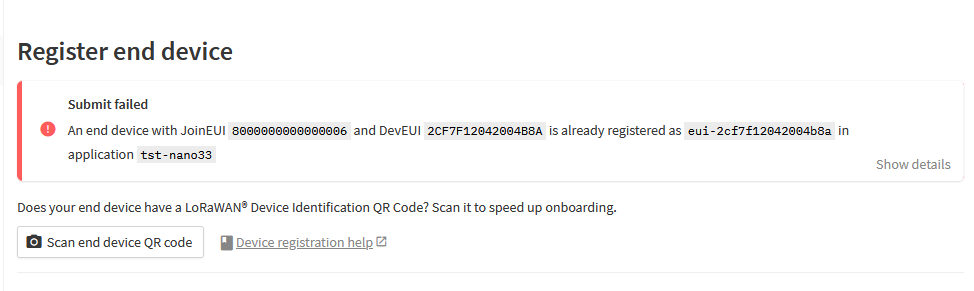 Register end device
Submit failed
An end device with JoinEUI 8000000000000006 and DevEUI 2CF7F12042004B8A is already registered as eui-2cf7f12042004b8a in
application tst-nano33
Show details
Does your end device have a LoRaWAN® Device Identification QR Code? Scan it to speed up onboarding.
Scan end device QR code Device registration help